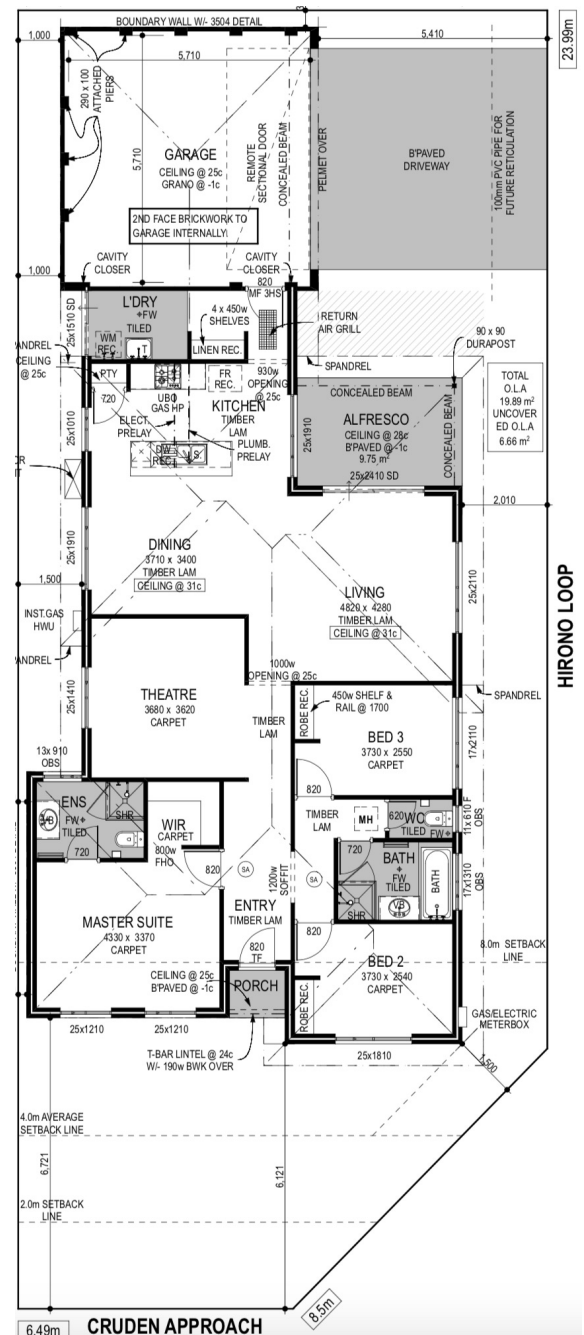 BOUNDARY WALL W/- 3504 DETAIL
3
1,000
5,710
5,410
23.99m
290 x 100
ATTACHED
PIERS
5,710
GARAGE
CEILING @ 25c
GRANO @ -1c
REMOTE
SECTIONAL DOOR
CONCEALED BEAM
PELMET OVER
B'PAVED
DRIVEWAY
100mm PVC PIPE FOR
FUTURE RETICULATION
2ND FACE BRICKWORK TO
GARAGE INTERNALLY
CAVITY
CLOSER
CAVITY
CLOSER
1,000
820
MF 3HS
25x1510 SD
L'DRY
+FW
TILED
WM
REC.
4 x 450w
SHELVES
LINEN REC.
RETURN
AIR GRILL
90 x 90
DURAPOST
ANDREL
CEILING
@ 25c
SPANDREL
PTY
720
UBO
GAS HP
FR
REC.
930w
OPENING
@ 25c
KITCHEN
TIMBER
LAM
CONCEALED BEAM
TOTAL
O.L.A
19.89 m²
UNCOVER
ED O.L.A
6.66 m²
25x1010
ELECT.
PRELAY
PLUMB.
PRELAY
DW
REC.
U.S.
25x1910
ALFRESCO
CEILING @ 28c
B'PAVED @ -1c
9.75 m²
CONCEALED BEAM
25x2410 SD
2,010
25x1910
DINING
3710 x 3400
TIMBER LAM
CEILING @ 31c
1,500
LIVING
4820 x 4280
TIMBER LAM
CEILING @ 31c
25x2110
HIRONO LOOP
INST.GAS
HWU
ANDREL
1000w
OPENING @ 25c
25x1410
THEATRE
3680 x 3620
CARPET
TIMBER
LAM
ROBE REC.
450w SHELF &
RAIL @ 1700
SPANDREL
BED 3
3730 x 2550
CARPET
17x2110
13x 910
OBS
820
ENS
FW+
TILED
VB
SHR
720
WIR
CARPET
800w
FHO
820
TIMBER
LAM
MH
620
WC
TILED
FW+
11x 610 F
OBS
SA
1200w
SOFFIT
SA
720
BATH
+
FW
TILED
VB
SHR
BATH
17x1310
OBS
MASTER SUITE
4330 x 3370
CARPET
ENTRY
TIMBER LAM
820
TF
820
BED 2
3730 x 2540
CARPET
8.0m SETBACK
LINE
CEILING @ 25c
B'PAVED @ -1c
PORCH
ROBE REC.
GAS/ELECTRIC
METERBOX
25x1210
25x1210
T-BAR LINTEL @ 24c
W/- 190w BWK OVER
25x1810
1,500
4.0m AVERAGE
SETBACK LINE
6,721
6,121
2.0m SETBACK
LINE
8.5m
6.49m
CRUDEN APPROACH